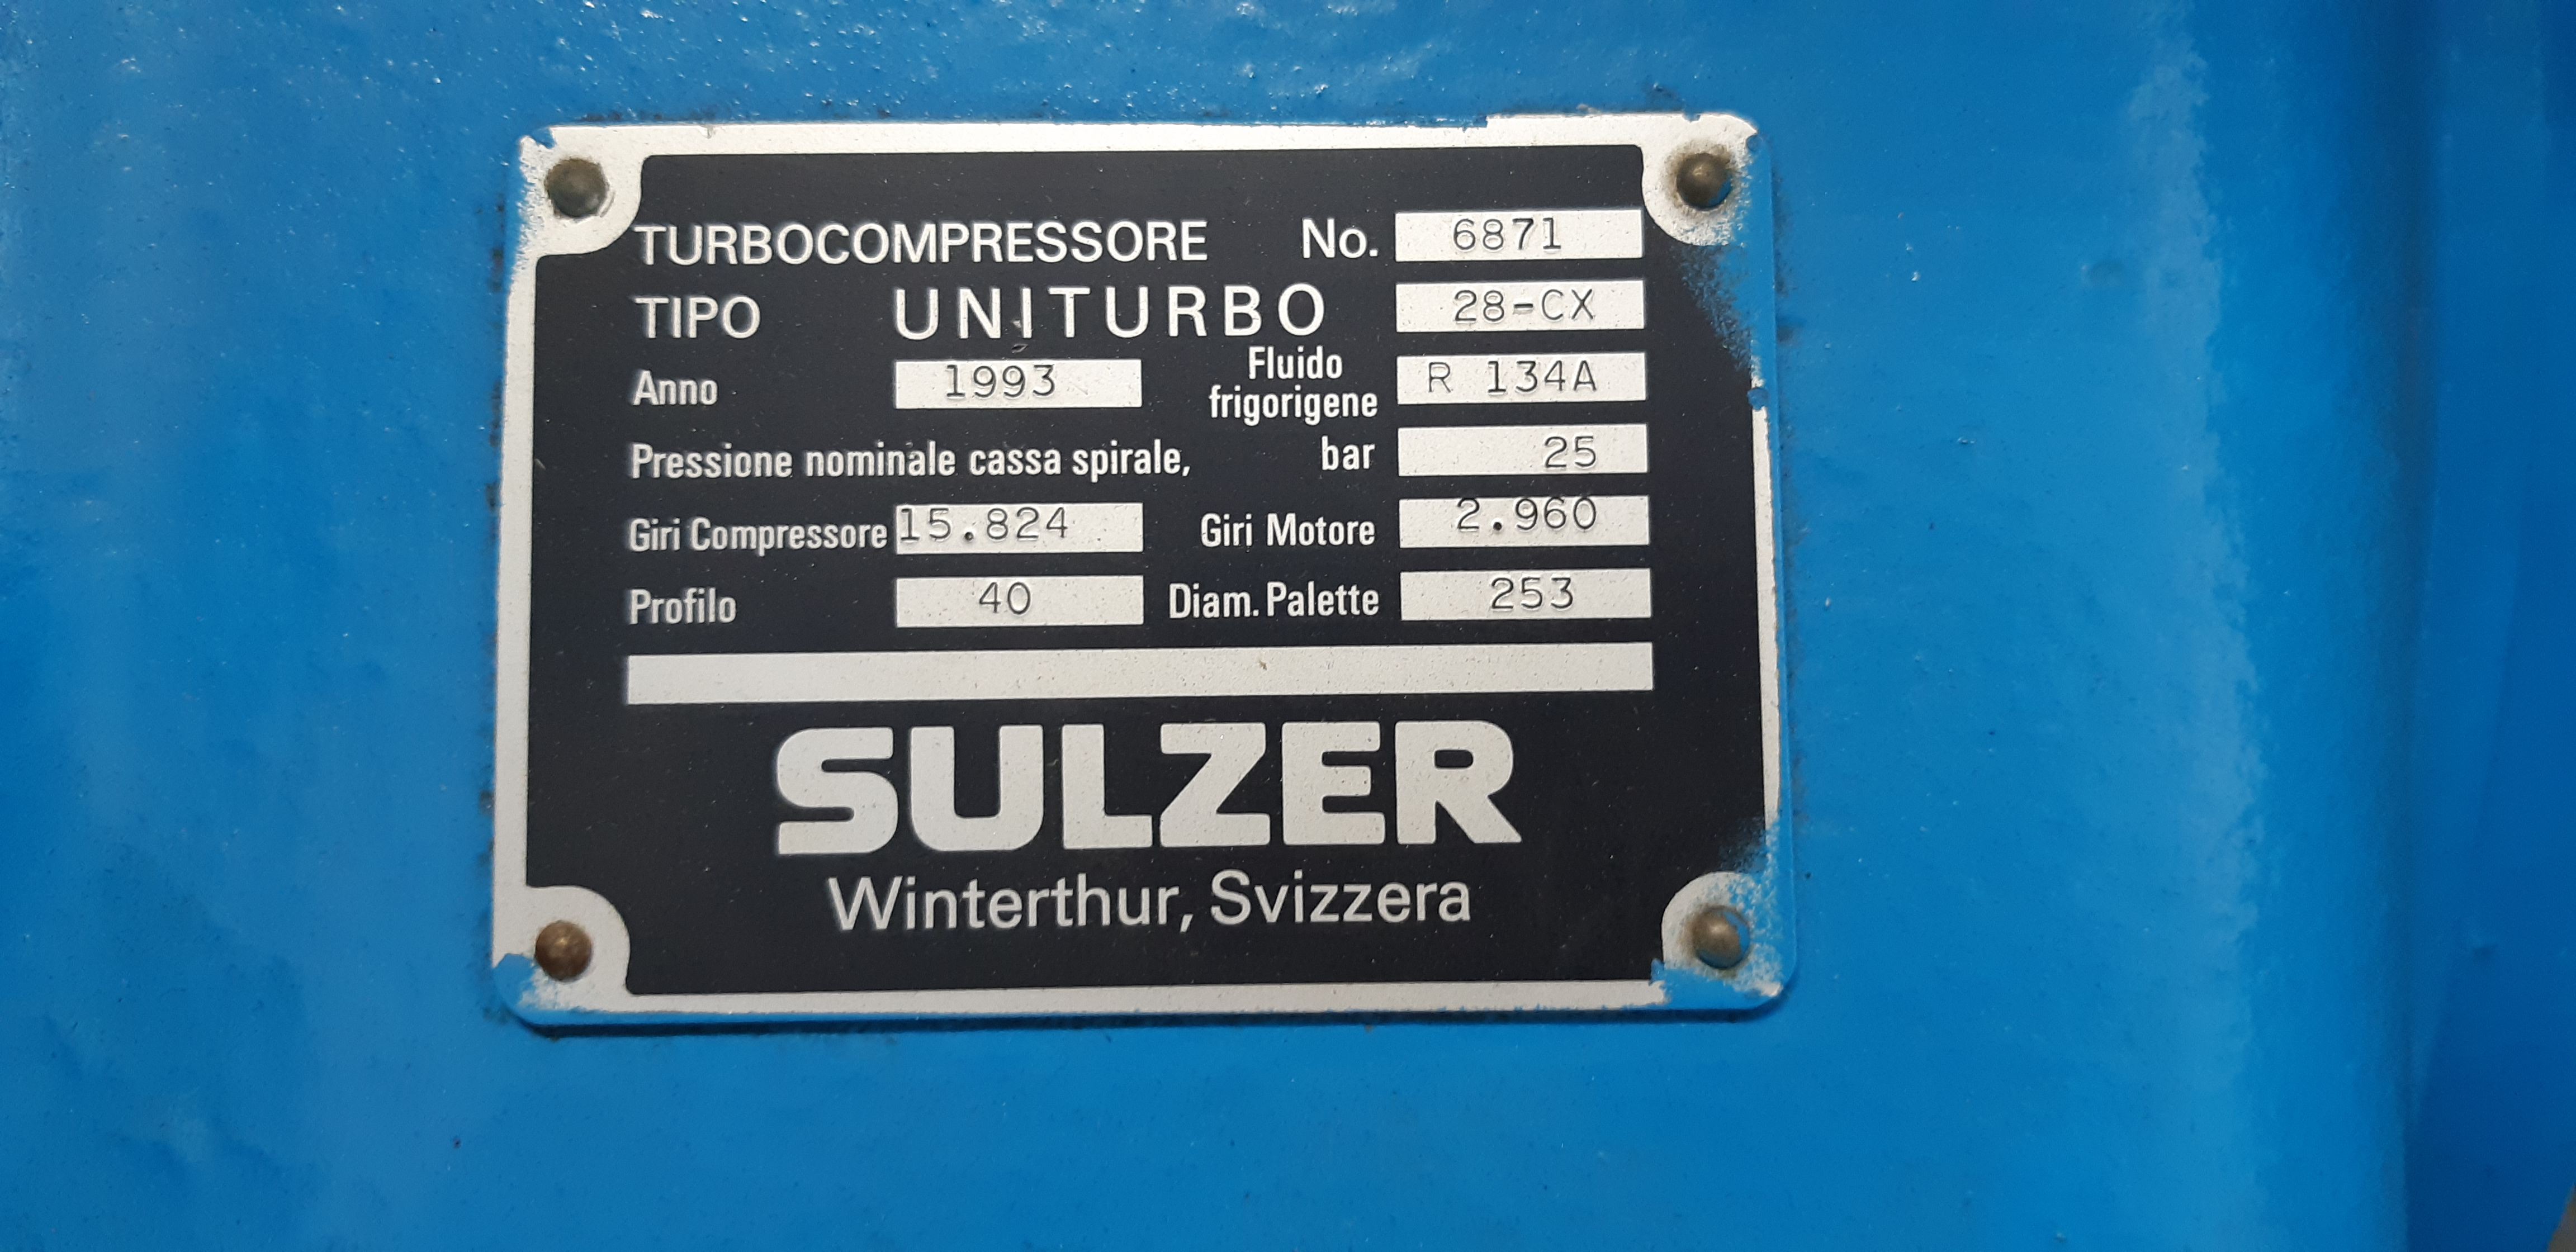 TURBOCOMPRESSORE No. 6871
TIPO UNITURBO 28-CX
Anno 1993 Fluido frigorigene R 134A
Pressione nominale cassa spirale, bar 25
Giri Compressore 15.824 Giri Motore 2.960
Profilo 40 Diam. Palette 253
SULZER
Winterthur, Svizzera